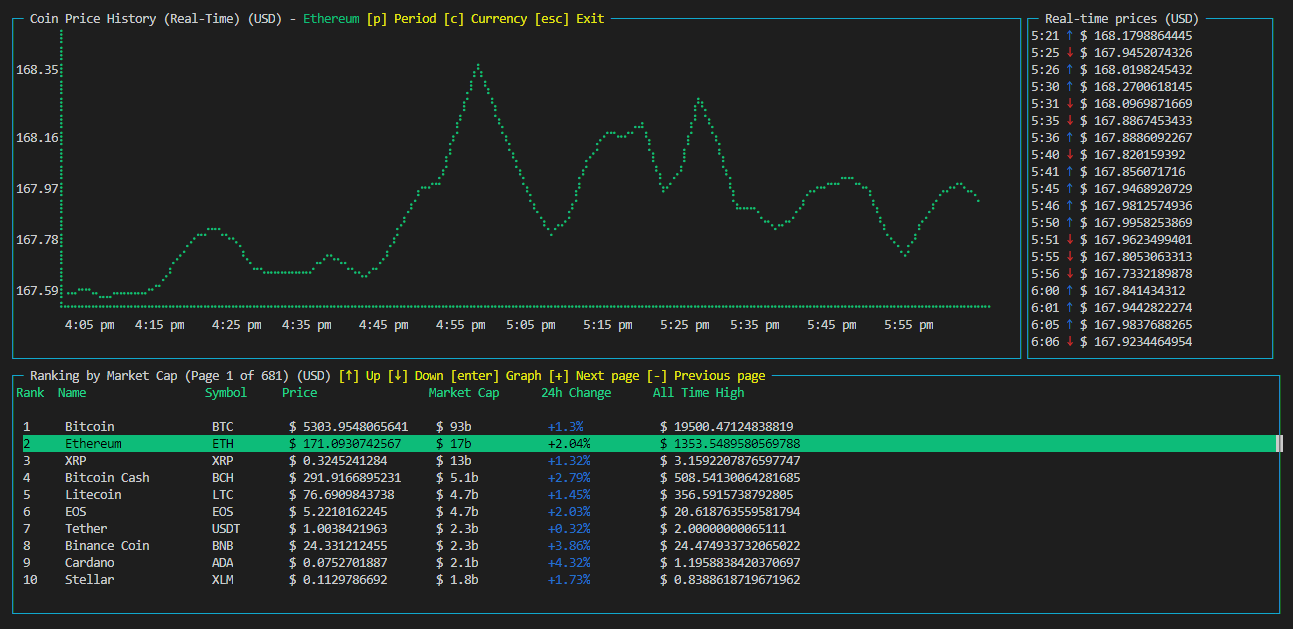 Coin Price History (Real-Time) (USD) - Ethereum [p] Period [c] Currency [esc] Exit
168.35
168.16
167.97
167.78
167.59
4:05 pm 4:15 pm 4:25 pm 4:35 pm 4:45 pm 4:55 pm 5:05 pm 5:15 pm 5:25 pm 5:35 pm 5:45 pm 5:55 pm
Real-time prices (USD)
5:21 ↑ $ 168.1798864445
5:25 ↓ $ 167.9452074326
5:26 ↑ $ 168.0198245432
5:30 ↑ $ 168.2700618145
5:31 ↓ $ 168.0969871669
5:35 ↓ $ 167.8867453433
5:36 ↑ $ 167.8886092267
5:40 ↓ $ 167.820159392
5:41 ↑ $ 167.856071716
5:45 ↑ $ 167.9468920729
5:46 ↑ $ 167.9812574936
5:50 ↑ $ 167.9958253869
5:51 ↓ $ 167.9623499401
5:55 ↓ $ 167.8053063313
5:56 ↓ $ 167.7332189878
6:00 ↑ $ 167.841434312
6:01 ↑ $ 167.9442822274
6:05 ↑ $ 167.9837688265
6:06 ↓ $ 167.9234464954
Ranking by Market Cap (Page 1 of 681) (USD) [↑] Up [↓] Down [enter] Graph [+] Next page [-] Previous page
Rank Name Symbol Price Market Cap 24h Change All Time High
1 Bitcoin BTC $ 5303.9548065641 $ 93b +1.3% $ 19500.47124838819
2 Ethereum ETH $ 171.0930742567 $ 17b +2.04% $ 1353.5489580569788
3 XRP XRP $ 0.3245241284 $ 13b +1.32% $ 3.1592207876597747
4 Bitcoin Cash BCH $ 291.9166895231 $ 5.1b +2.79% $ 508.54130064281685
5 Litecoin LTC $ 76.6909843738 $ 4.7b +1.45% $ 356.5915738792805
6 EOS EOS $ 5.2210162245 $ 4.7b +2.03% $ 20.618763559581794
7 Tether USDT $ 1.0038421963 $ 2.3b +0.32% $ 2.00000000065111
8 Binance Coin BNB $ 24.331212455 $ 2.3b +3.86% $ 24.474933732065022
9 Cardano ADA $ 0.0752701887 $ 2.1b +4.32% $ 1.1958838420370697
10 Stellar XLM $ 0.1129786692 $ 1.8b +1.73% $ 0.8388618719671962